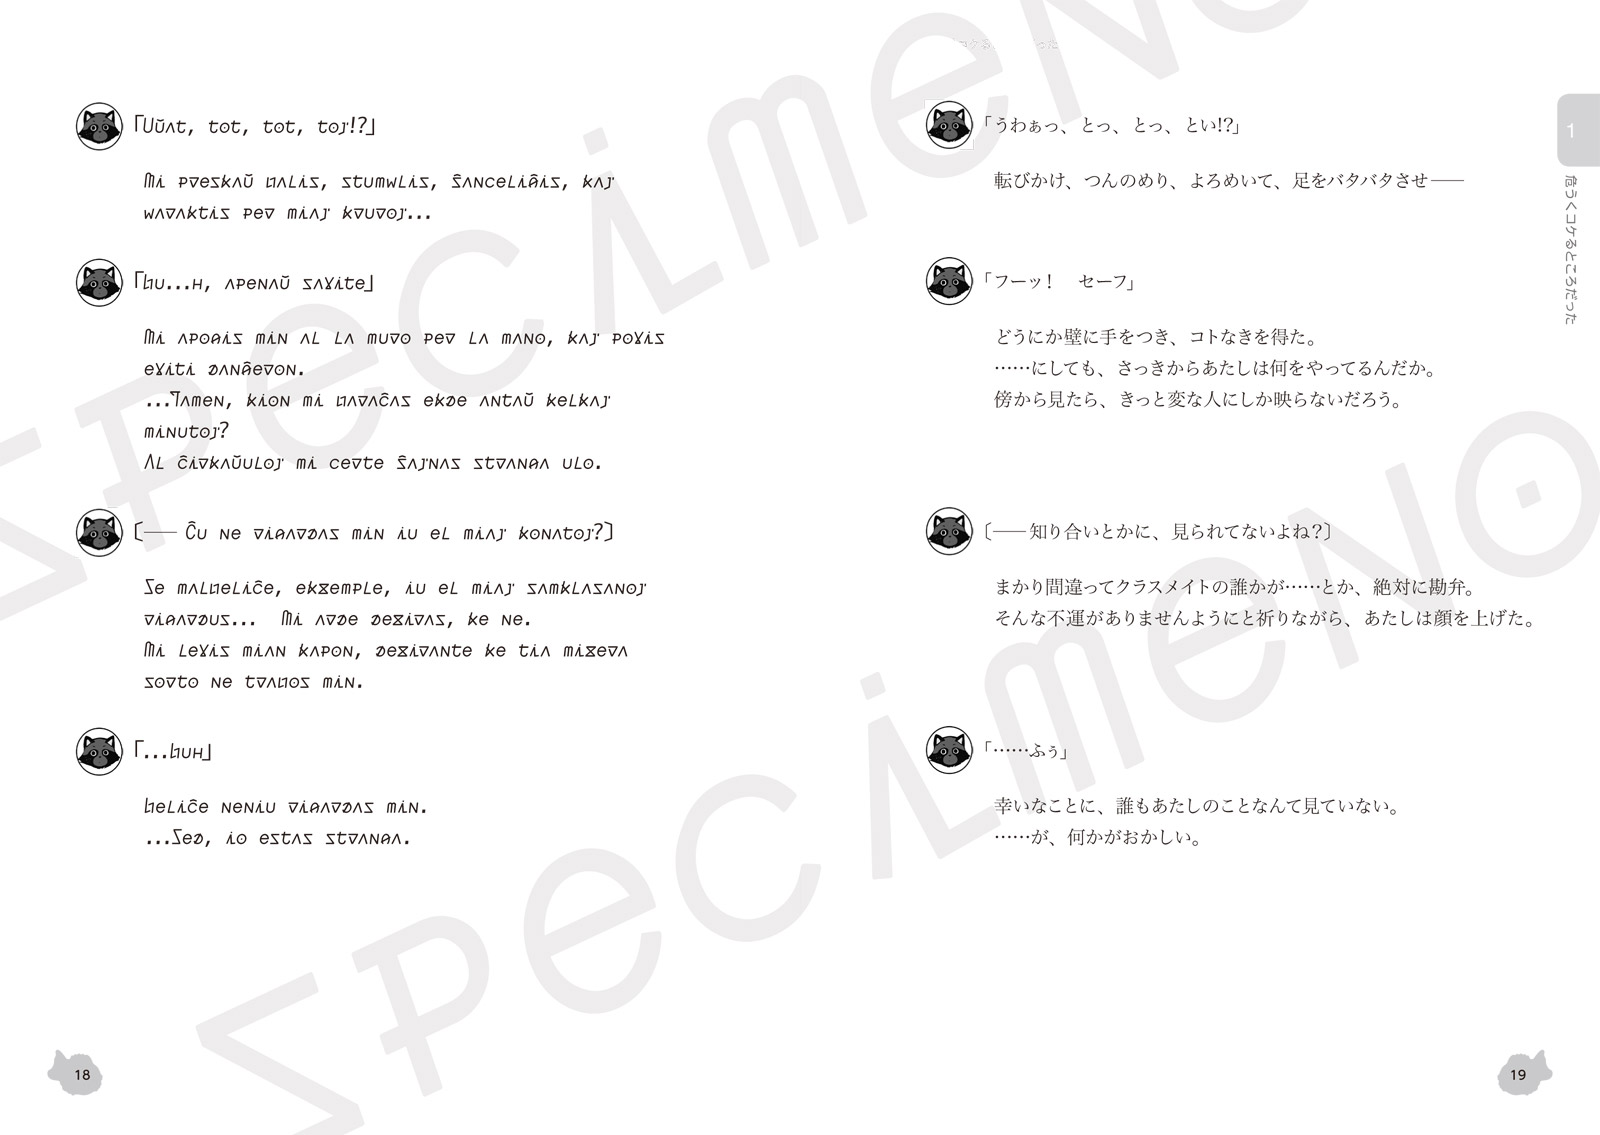 「Uŭat, tot, tot, toj!?」
Mi preskaŭ falis, stumblis, ŝanceliĝis, kaj
baraktis per miaj kruroj...
「Fu...h, apenaŭ savite」
Mi apogis min al la muro per la mano, kaj povis
eviti danĝeron.
...Tamen, kion mi faraĉas ekde antaŭ kelkaj
minutoj?
Al ĉirkaŭuloj mi certe ŝajnas stranga ulo.
〔── Ĉu ne rigardas min iu el miaj konatoj?〕
Se malfeliĉe, ekzemple, iu el miaj samklasanoj
rigardus... Mi arde deziras, ke ne.
Mi levis mian kapon, dezirante ke tia mizera
sorto ne trafos min.
「...Fuh」
Feliĉe neniu rigardas min.
...Sed, io estas stranga.
18
「うわぁっ、とっ、とっ、とい!?」
転びかけ、つんのめり、よろめいて、足をバタバタさせ──
「フーッ！　セーフ」
どうにか壁に手をつき、コトなきを得た。
……にしても、さっきからあたしは何をやってるんだか。
傍から見たら、きっと変な人にしか映らないだろう。
〔──知り合いとかに、見られてないよね？〕
まかり間違ってクラスメイトの誰かが……とか、絶対に勘弁。
そんな不運がありませんようにと祈りながら、あたしは顔を上げた。
「……ふぅ」
幸いなことに、誰もあたしのことなんて見ていない。
……が、何かがおかしい。
1
危うくコケるところだった
19
SPECIMENO
SPECIMENO